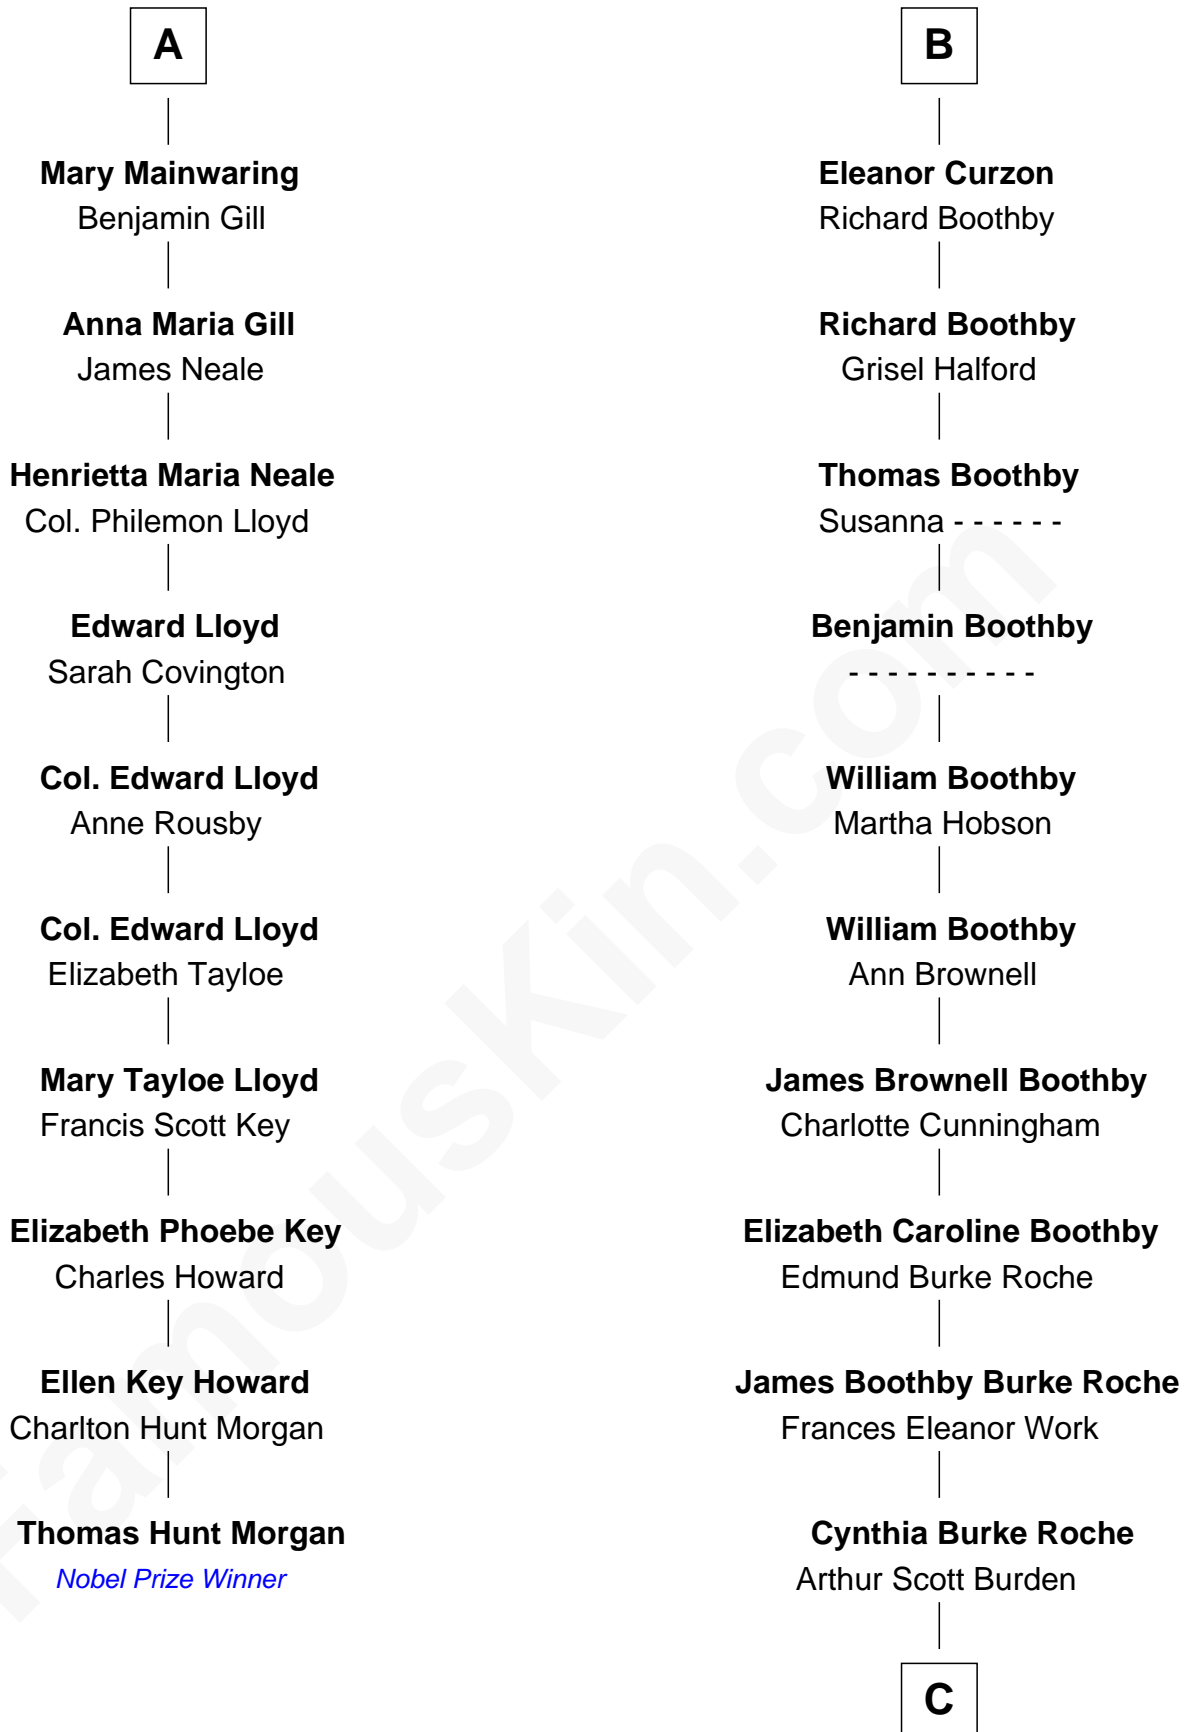 A
Mary Mainwaring
Benjamin Gill
Anna Maria Gill
James Neale
Henrietta Maria Neale
Col. Philemon Lloyd
Edward Lloyd
Sarah Covington
Col. Edward Lloyd
Anne Rousby
Col. Edward Lloyd
Elizabeth Tayloe
Mary Tayloe Lloyd
Francis Scott Key
Elizabeth Phoebe Key
Charles Howard
Ellen Key Howard
Charlton Hunt Morgan
Thomas Hunt Morgan
Nobel Prize Winner
B
Eleanor Curzon
Richard Boothby
Richard Boothby
Grisel Halford
Thomas Boothby
Susanna - - - - - -
Benjamin Boothby
- - - - - - - - - -
William Boothby
Martha Hobson
William Boothby
Ann Brownell
James Brownell Boothby
Charlotte Cunningham
Elizabeth Caroline Boothby
Edmund Burke Roche
James Boothby Burke Roche
Frances Eleanor Work
Cynthia Burke Roche
Arthur Scott Burden
C
FamousKin.com